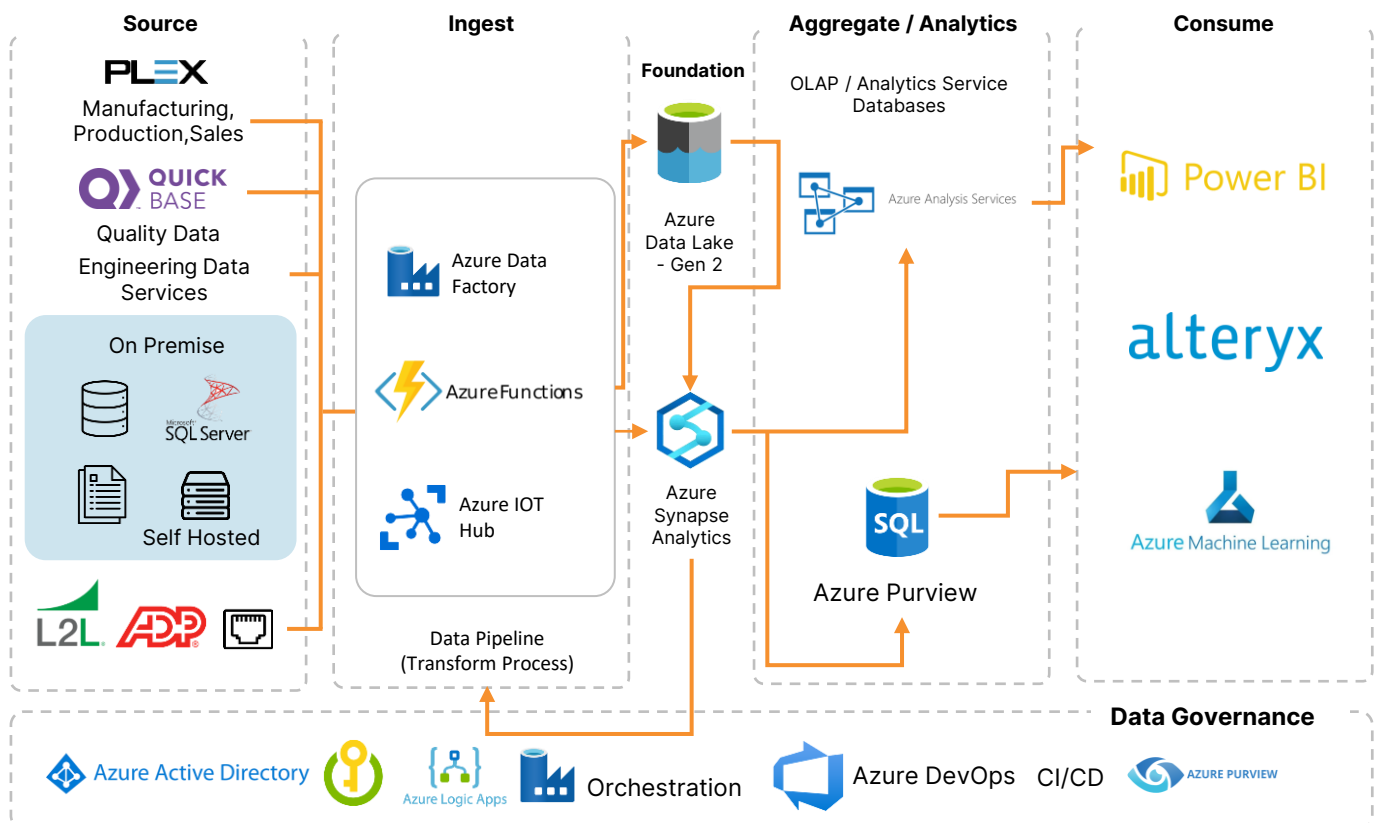 Source
PLEX
Manufacturing,
Production,Sales
QUICK
BASE
Quality Data
Engineering Data
Services
On Premise
Microsoft
SQL Server
Self Hosted
L2L
ADP
Ingest
Azure Data
Factory
AzureFunctions
Azure IOT
Hub
Data Pipeline
(Transform Process)
Foundation
Azure
Data Lake
- Gen 2
Azure
Synapse
Analytics
Aggregate / Analytics
OLAP / Analytics Service
Databases
Azure Analysis Services
SQL
Azure Purview
Consume
Power BI
alteryx
Azure Machine Learning
Data Governance
Azure Active Directory
Azure Logic Apps
Orchestration
Azure DevOps
CI/CD
AZURE PURVIEW